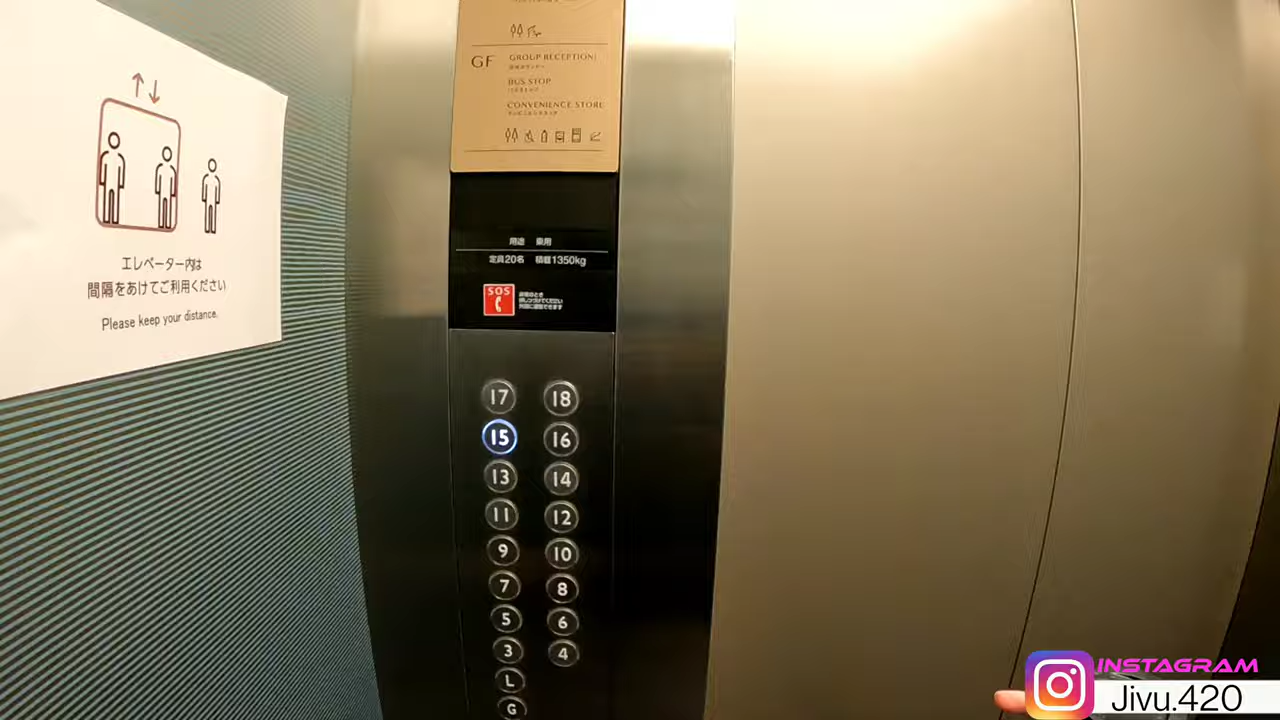 エレベーター内は
間隔をあけてご利用ください
Please keep your distance.
GF GROUP RECEPTION
BUS STOP
CONVENIENCE STORE
用途 乗用
定員20名 積載1350kg
SOS
17 18
15 16
13 14
11 12
9 10
7 8
5 6
3 4
L
G
INSTAGRAM
Jivu.420